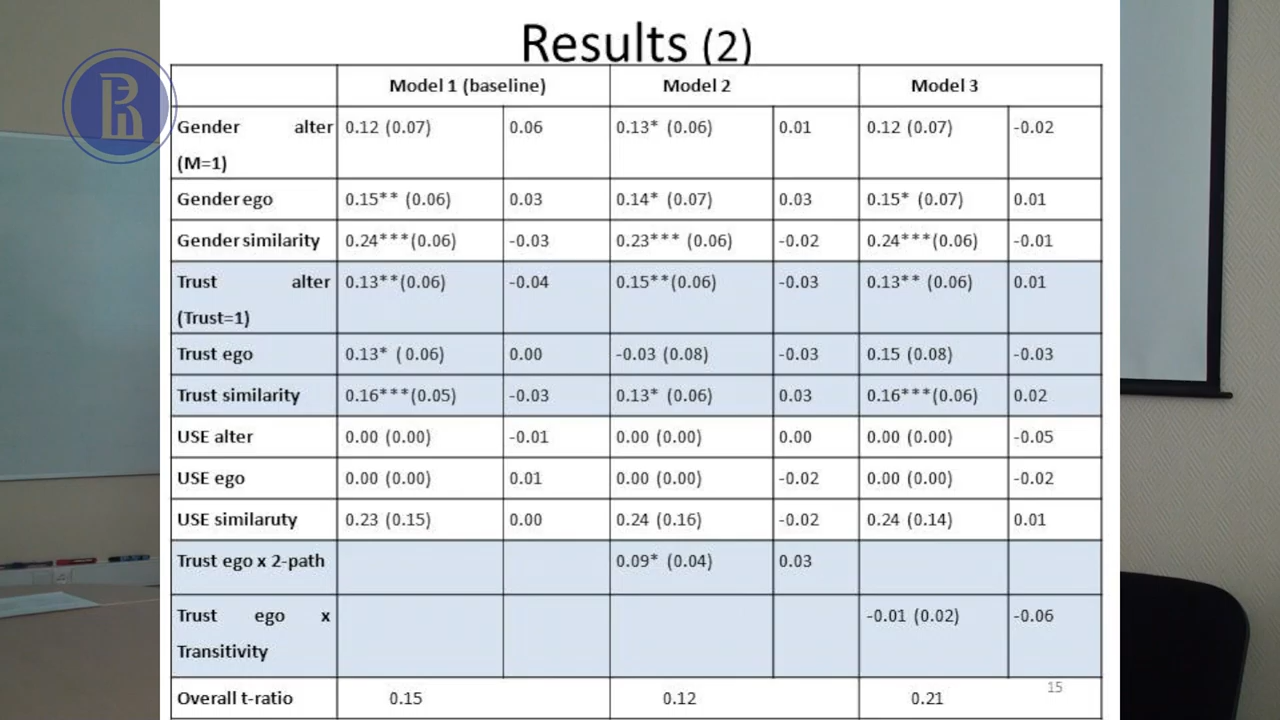 Results (2)
Model 1 (baseline) Model 2 Model 3
Gender alter 0.12 (0.07) 0.06 0.13* (0.06) 0.01 0.12 (0.07) -0.02
(M=1)
Gender ego 0.15** (0.06) 0.03 0.14* (0.07) 0.03 0.15* (0.07) 0.01
Gender similarity 0.24***(0.06) -0.03 0.23*** (0.06) -0.02 0.24***(0.06) -0.01
Trust alter 0.13**(0.06) -0.04 0.15**(0.06) -0.03 0.13** (0.06) 0.01
(Trust=1)
Trust ego 0.13* ( 0.06) 0.00 -0.03 (0.08) -0.03 0.15 (0.08) -0.03
Trust similarity 0.16***(0.05) -0.03 0.13* (0.06) 0.03 0.16***(0.06) 0.02
USE alter 0.00 (0.00) -0.01 0.00 (0.00) 0.00 0.00 (0.00) -0.05
USE ego 0.00 (0.00) 0.01 0.00 (0.00) -0.02 0.00 (0.00) -0.02
USE similaruty 0.23 (0.15) 0.00 0.24 (0.16) -0.02 0.24 (0.14) 0.01
Trust ego x 2-path 0.09* (0.04) 0.03
Trust ego x -0.01 (0.02) -0.06
Transitivity
Overall t-ratio 0.15 0.12 0.21
15